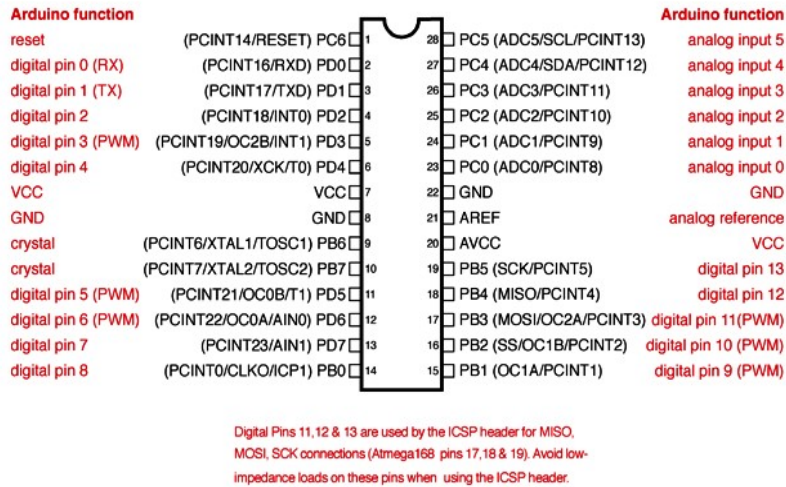 Arduino function Arduino function
reset (PCINT14/RESET) PC6 1 28 PC5 (ADC5/SCL/PCINT13) analog input 5
digital pin 0 (RX) (PCINT16/RXD) PD0 2 27 PC4 (ADC4/SDA/PCINT12) analog input 4
digital pin 1 (TX) (PCINT17/TXD) PD1 3 26 PC3 (ADC3/PCINT11) analog input 3
digital pin 2 (PCINT18/INT0) PD2 4 25 PC2 (ADC2/PCINT10) analog input 2
digital pin 3 (PWM) (PCINT19/OC2B/INT1) PD3 5 24 PC1 (ADC1/PCINT9) analog input 1
digital pin 4 (PCINT20/XCK/T0) PD4 6 23 PC0 (ADC0/PCINT8) analog input 0
VCC VCC 7 22 GND GND
GND GND 8 21 AREF analog reference
crystal (PCINT6/XTAL1/TOSC1) PB6 9 20 AVCC VCC
crystal (PCINT7/XTAL2/TOSC2) PB7 10 19 PB5 (SCK/PCINT5) digital pin 13
digital pin 5 (PWM) (PCINT21/OC0B/T1) PD5 11 18 PB4 (MISO/PCINT4) digital pin 12
digital pin 6 (PWM) (PCINT22/OC0A/AIN0) PD6 12 17 PB3 (MOSI/OC2A/PCINT3) digital pin 11(PWM)
digital pin 7 (PCINT23/AIN1) PD7 13 16 PB2 (SS/OC1B/PCINT2) digital pin 10 (PWM)
digital pin 8 (PCINT0/CLKO/ICP1) PB0 14 15 PB1 (OC1A/PCINT1) digital pin 9 (PWM)
Digital Pins 11,12 & 13 are used by the ICSP header for MISO,
MOSI, SCK connections (Atmega168 pins 17,18 & 19). Avoid low-
impedance loads on these pins when using the ICSP header.